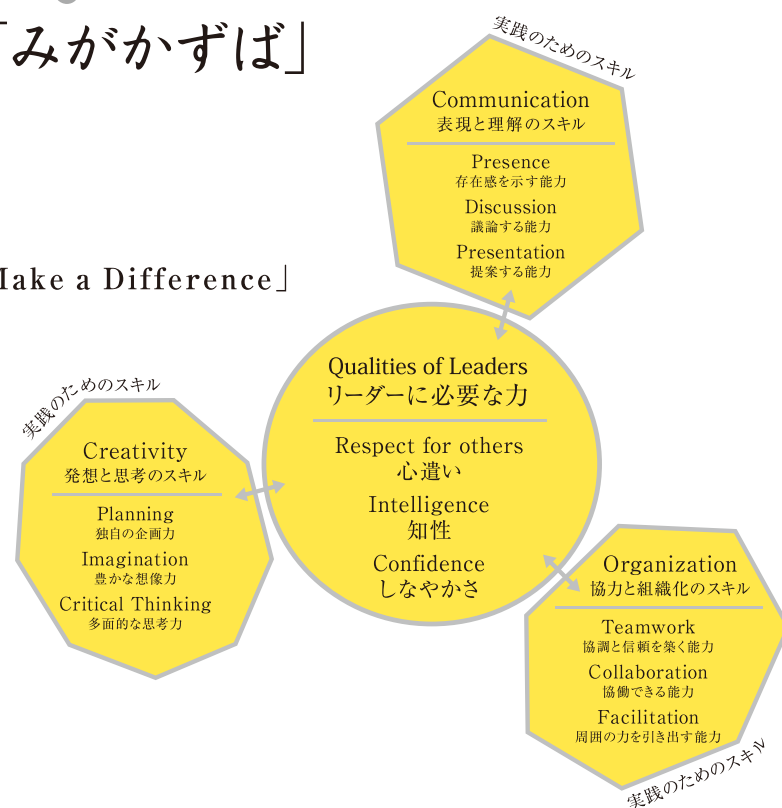 「みがかずば」
Make a Difference」
実践のためのスキル
Communication
表現と理解のスキル
Presence
存在感を示す能力
Discussion
議論する能力
Presentation
提案する能力
Qualities of Leaders
リーダーに必要な力
Respect for others
心遣い
Intelligence
知性
Confidence
しなやかさ
実践のためのスキル
Creativity
発想と思考のスキル
Planning
独自の企画力
Imagination
豊かな想像力
Critical Thinking
多面的な思考力
Organization
協力と組織化のスキル
Teamwork
協調と信頼を築く能力
Collaboration
協働できる能力
Facilitation
周囲の力を引き出す能力
実践のためのスキル